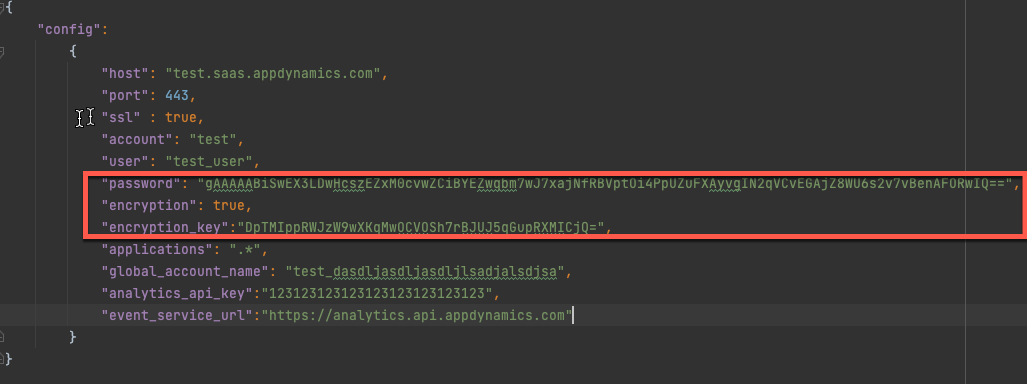 {
"config":
{
"host": "test.saas.appdynamics.com",
"port": 443,
"ssl" : true,
"account": "test",
"user": "test_user",
"password": "gAAAAABiSwEX3LDwHcszEZxM0cvwZCiBYEZwqbm7wJ7xajNfRBVptOi4PpUZuFXAyvgIN2qVCvEGAjZ8WU6s2v7vBenAFORWIQ==",
"encryption": true,
"encryption_key":"DpTMIppRWJzW9wXKqMwOCVOSh7rBJUJ5qGupRXMICjQ=",
"applications": ".*",
"global_account_name": "test_dasdljasdljasdljlsadjalsdjsa",
"analytics_api_key":"123123123123123123123123123",
"event_service_url":"https://analytics.api.appdynamics.com"
}
}